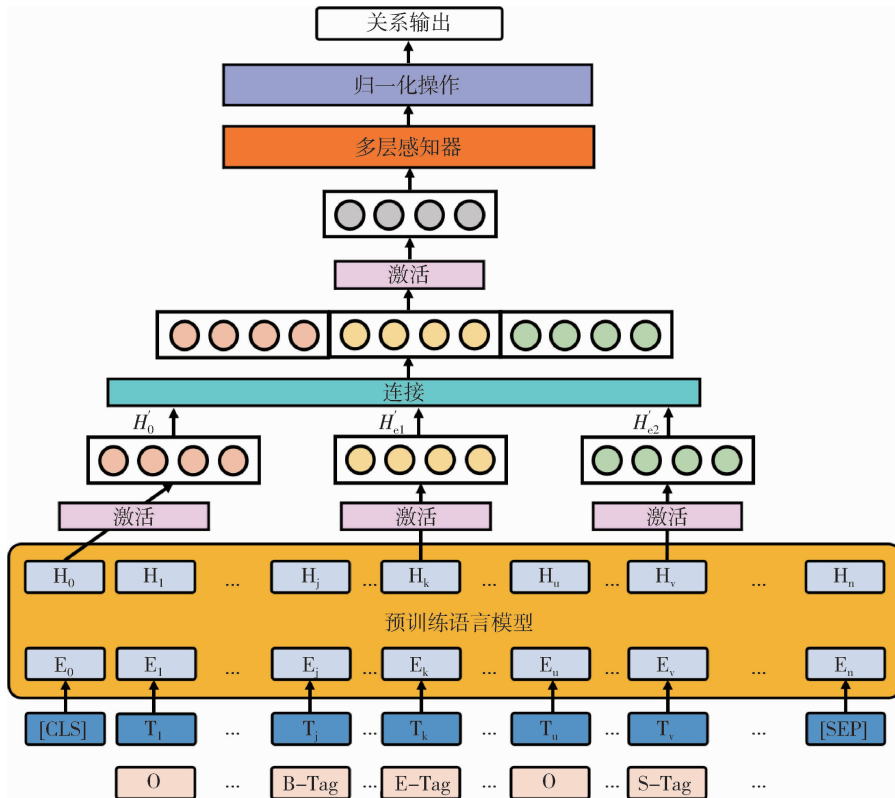 关系输出
归一化操作
多层感知器
激活
连接
H′0 H′e1 H′e2
激活 激活 激活
H0 H1 ... Hj ... Hk ... Hu ... Hv ... Hn
预训练语言模型
E0 E1 ... Ej ... Ek ... Eu ... Ev ... En
[CLS] T1 ... Tj ... Tk ... Tu ... Tv ... [SEP]
O ... B-Tag ... E-Tag ... O ... S-Tag ...